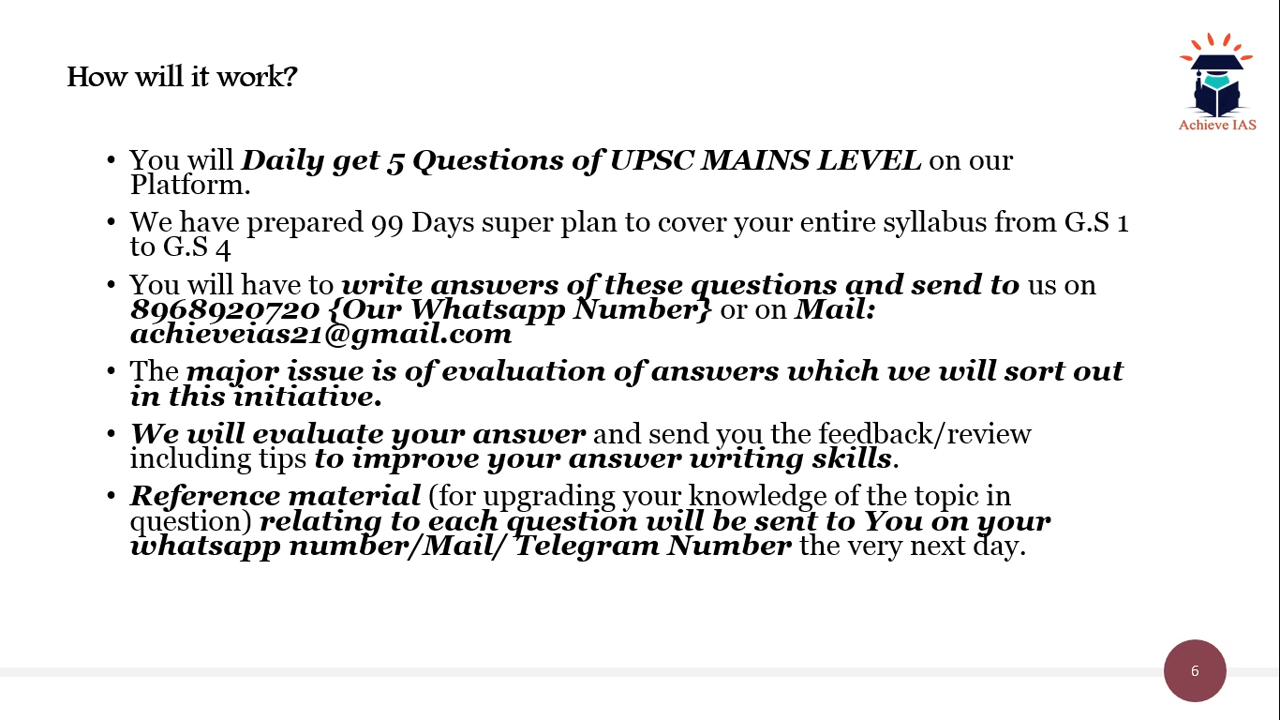 How will it work?
Achieve IAS
• You will Daily get 5 Questions of UPSC MAINS LEVEL on our
Platform.
• We have prepared 99 Days super plan to cover your entire syllabus from G.S 1
to G.S 4
• You will have to write answers of these questions and send to us on
8968920720 {Our Whatsapp Number} or on Mail:
achieveias21@gmail.com
• The major issue is of evaluation of answers which we will sort out
in this initiative.
• We will evaluate your answer and send you the feedback/review
including tips to improve your answer writing skills.
• Reference material (for upgrading your knowledge of the topic in
question) relating to each question will be sent to You on your
whatsapp number/Mail/ Telegram Number the very next day.
6